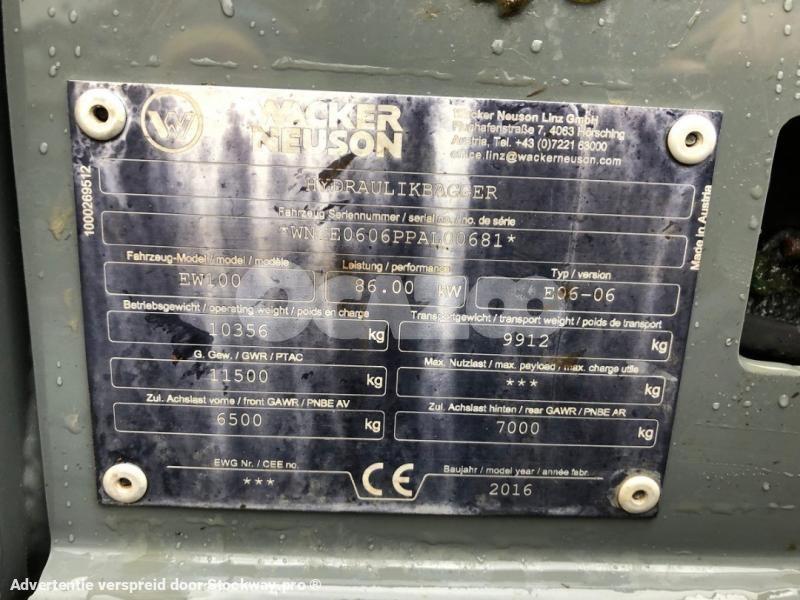 WACKER NEUSON
Wacker Neuson Linz GmbH
Flughafenstraße 7, 4063 Hörsching
Austria, Tel. +43 (0)7221 63000
office.linz@wackerneuson.com
1000269512
HYDRAULIKBAGGER
Fahrzeug Seriennummer / serial no. / no. de série
Made in Austria
Fahrzeug-Model / model / modèle
Leistung / performance
Typ / version
EW100
86.00 kW
E06-06
Betriebsgewicht / operating weight / poids en charge
Transportgewicht / transport weight / poids de transport
10356 kg
9912 kg
G. Gew. / GWR / PTAC
Max. Nutzlast / max. payload / max. charge utile
11500 kg
*** kg
Zul. Achslast vorne / front GAWR / PNBE AV
Zul. Achslast hinten / rear GAWR / PNBE AR
6500 kg
7000 kg
EWG Nr. / CEE no.
CE
Baujahr / model year / année fabr.
***
2016
Advertentie verspreid door Stockway.pro ®